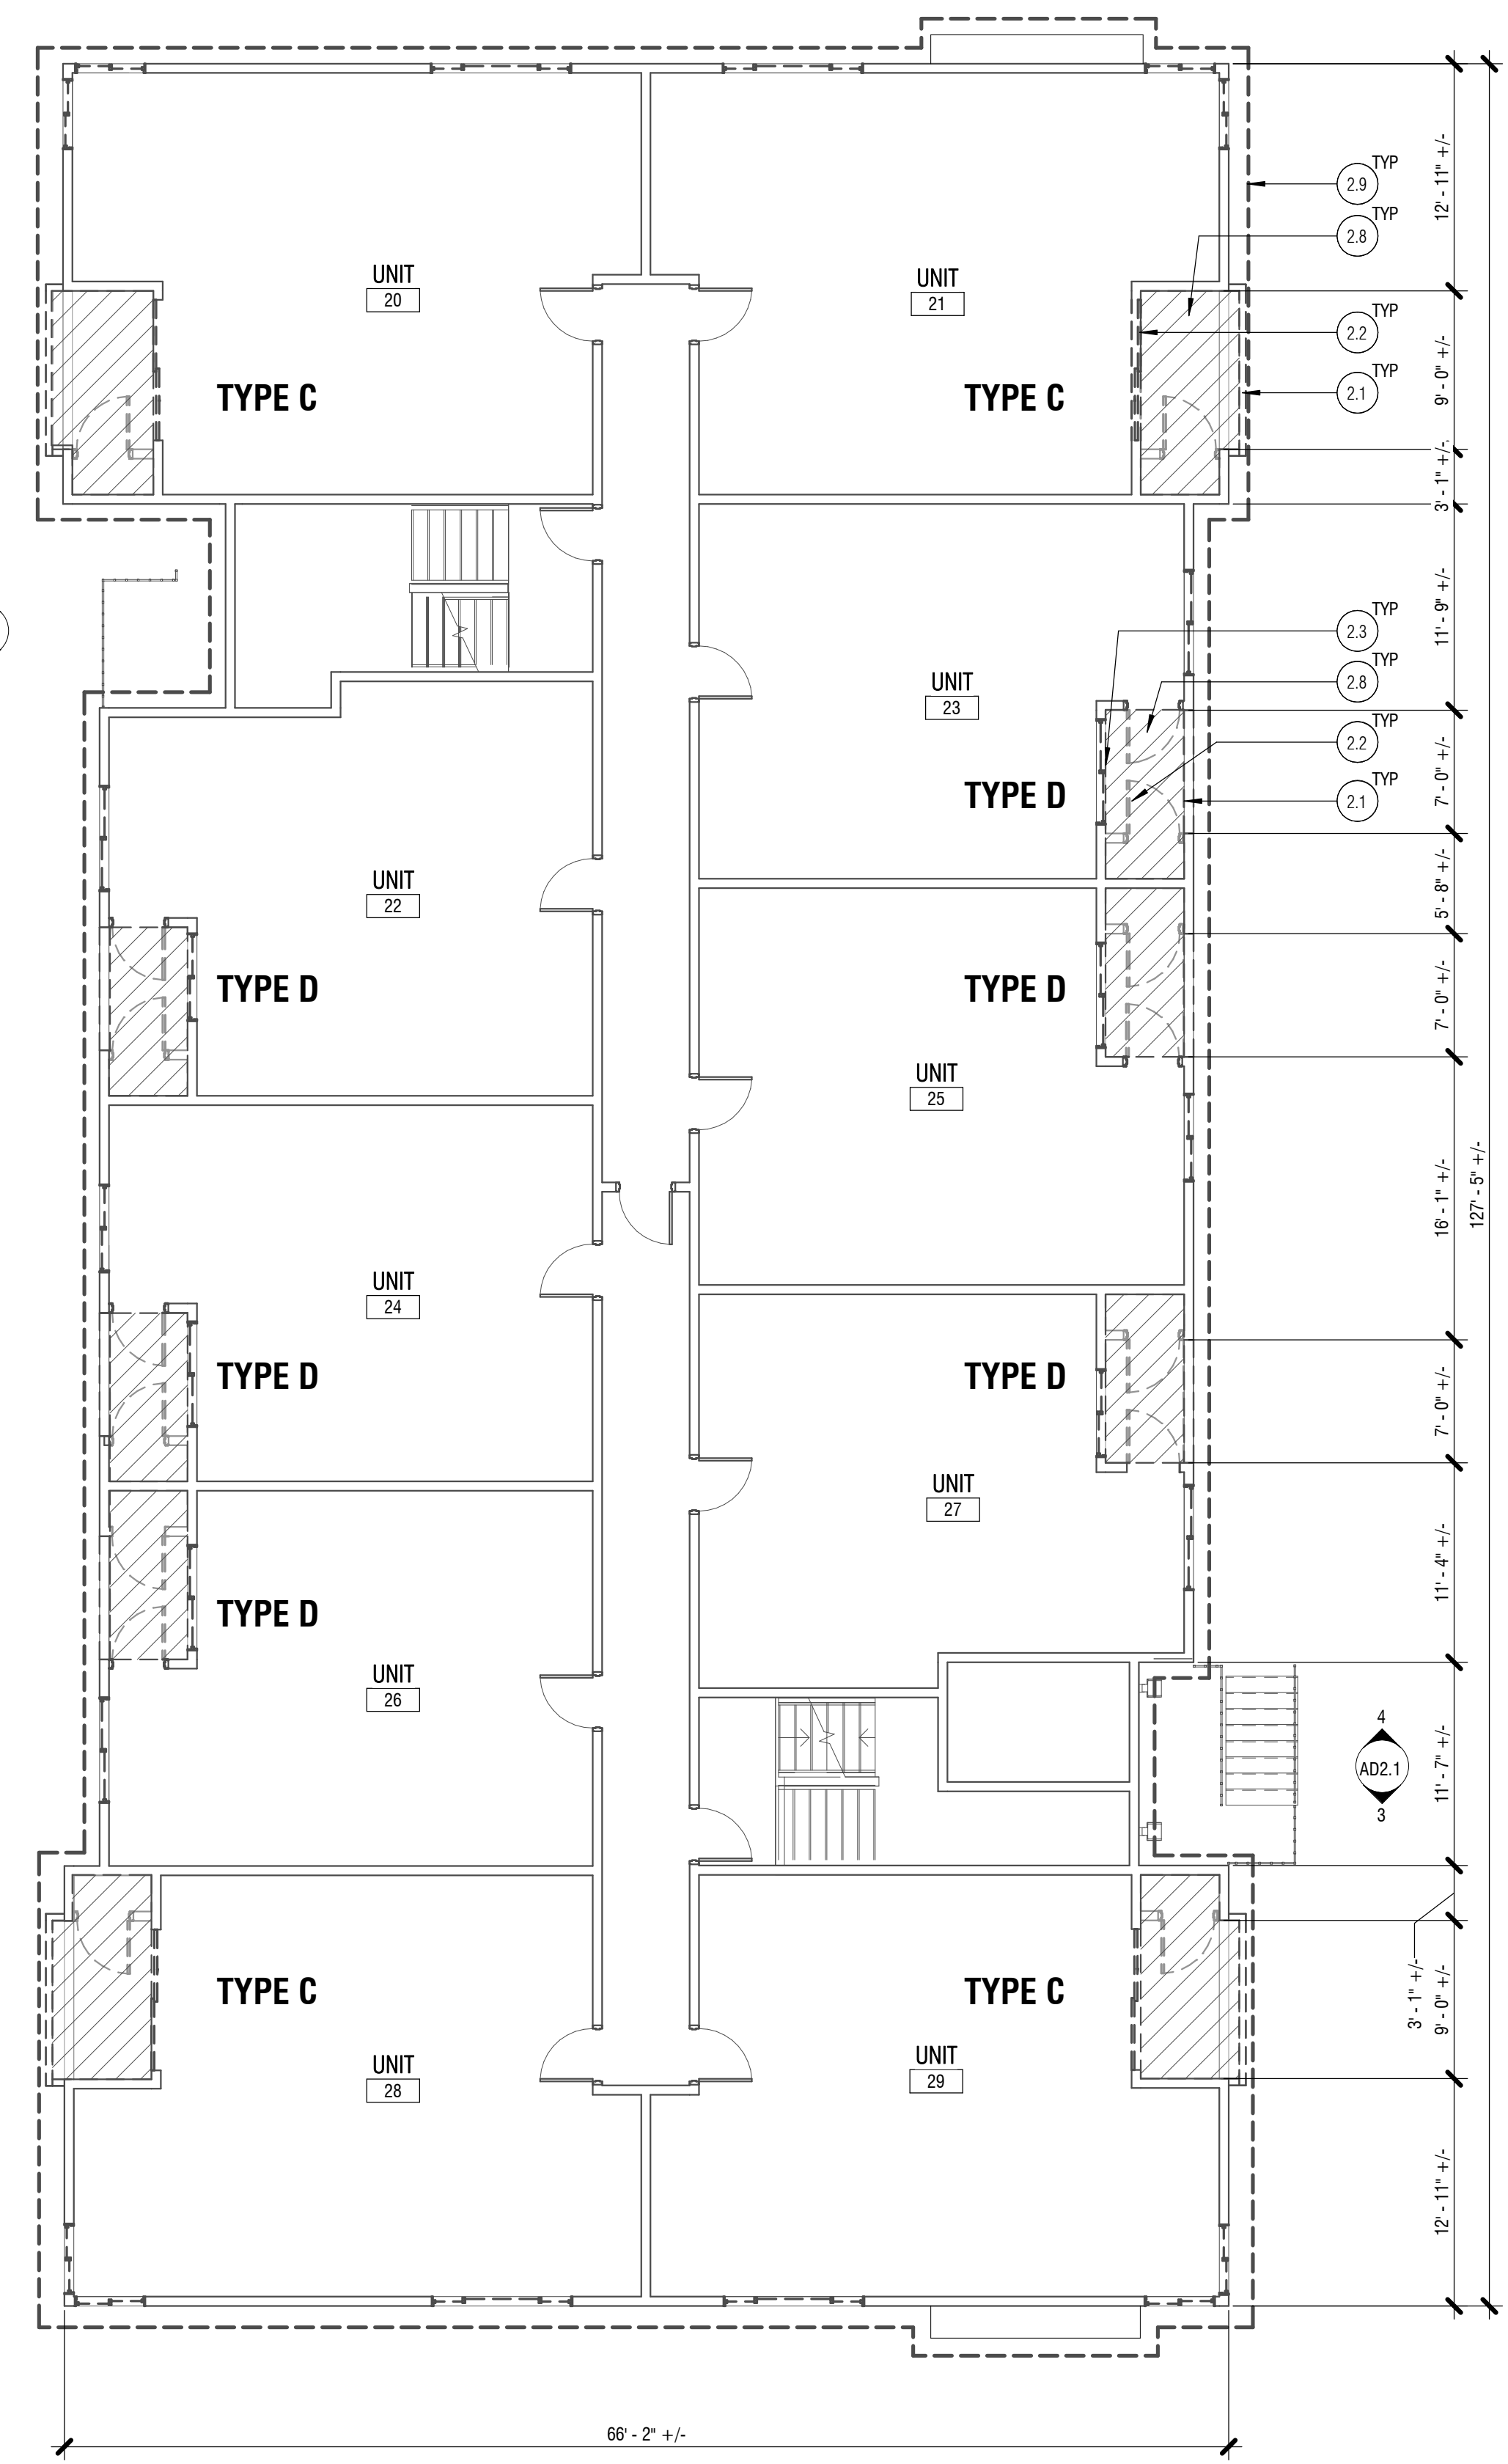 TYP
2.9
TYP
2.8
12' - 11" +/-
UNIT
20
UNIT
21
TYP
2.2
TYP
2.1
9' - 0" +/-
TYPE C
TYPE C
3' - 1" +/-
TYP
2.3
11' - 9" +/-
TYP
2.8
UNIT
23
TYP
2.2
TYP
2.1
7' - 0" +/-
TYPE D
UNIT
22
5' - 8" +/-
TYPE D
TYPE D
7' - 0" +/-
UNIT
25
16' - 1" +/-
127' - 5" +/-
UNIT
24
TYPE D
TYPE D
7' - 0" +/-
UNIT
27
11' - 4" +/-
TYPE D
UNIT
26
4
AD2.1
3
11' - 7" +/-
TYPE C
TYPE C
3' - 1" +/-
9' - 0" +/-
UNIT
28
UNIT
29
12' - 11" +/-
66' - 2" +/-